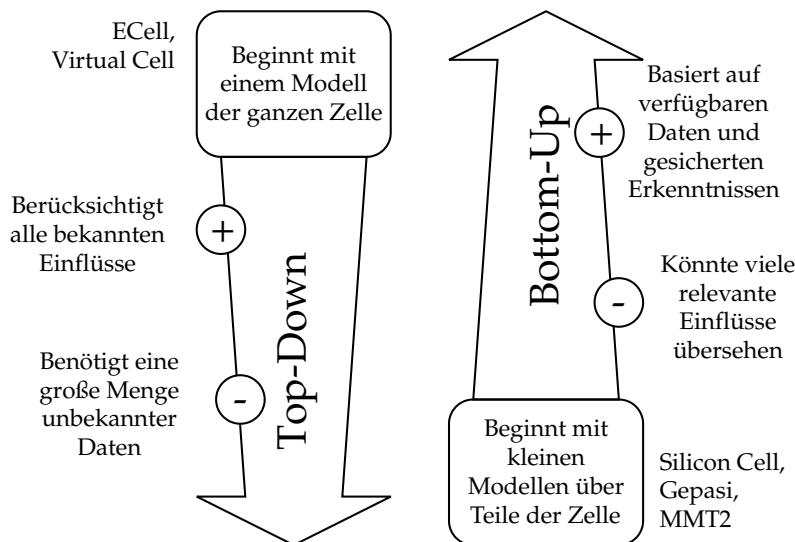 ECell,
Virtual Cell
Beginnt mit
einem Modell
der ganzen Zelle
Berücksichtigt
alle bekannten
Einflüsse
+
Benötigt eine
große Menge
unbekannter
Daten
-
Top-Down
Bottom-Up
Basiert auf
verfügbaren
Daten und
gesicherten
Erkenntnissen
+
Könnte viele
relevante
Einflüsse
übersehen
-
Beginnt mit
kleinen
Modellen über
Teile der Zelle
Silicon Cell,
Gepasi,
MMT2